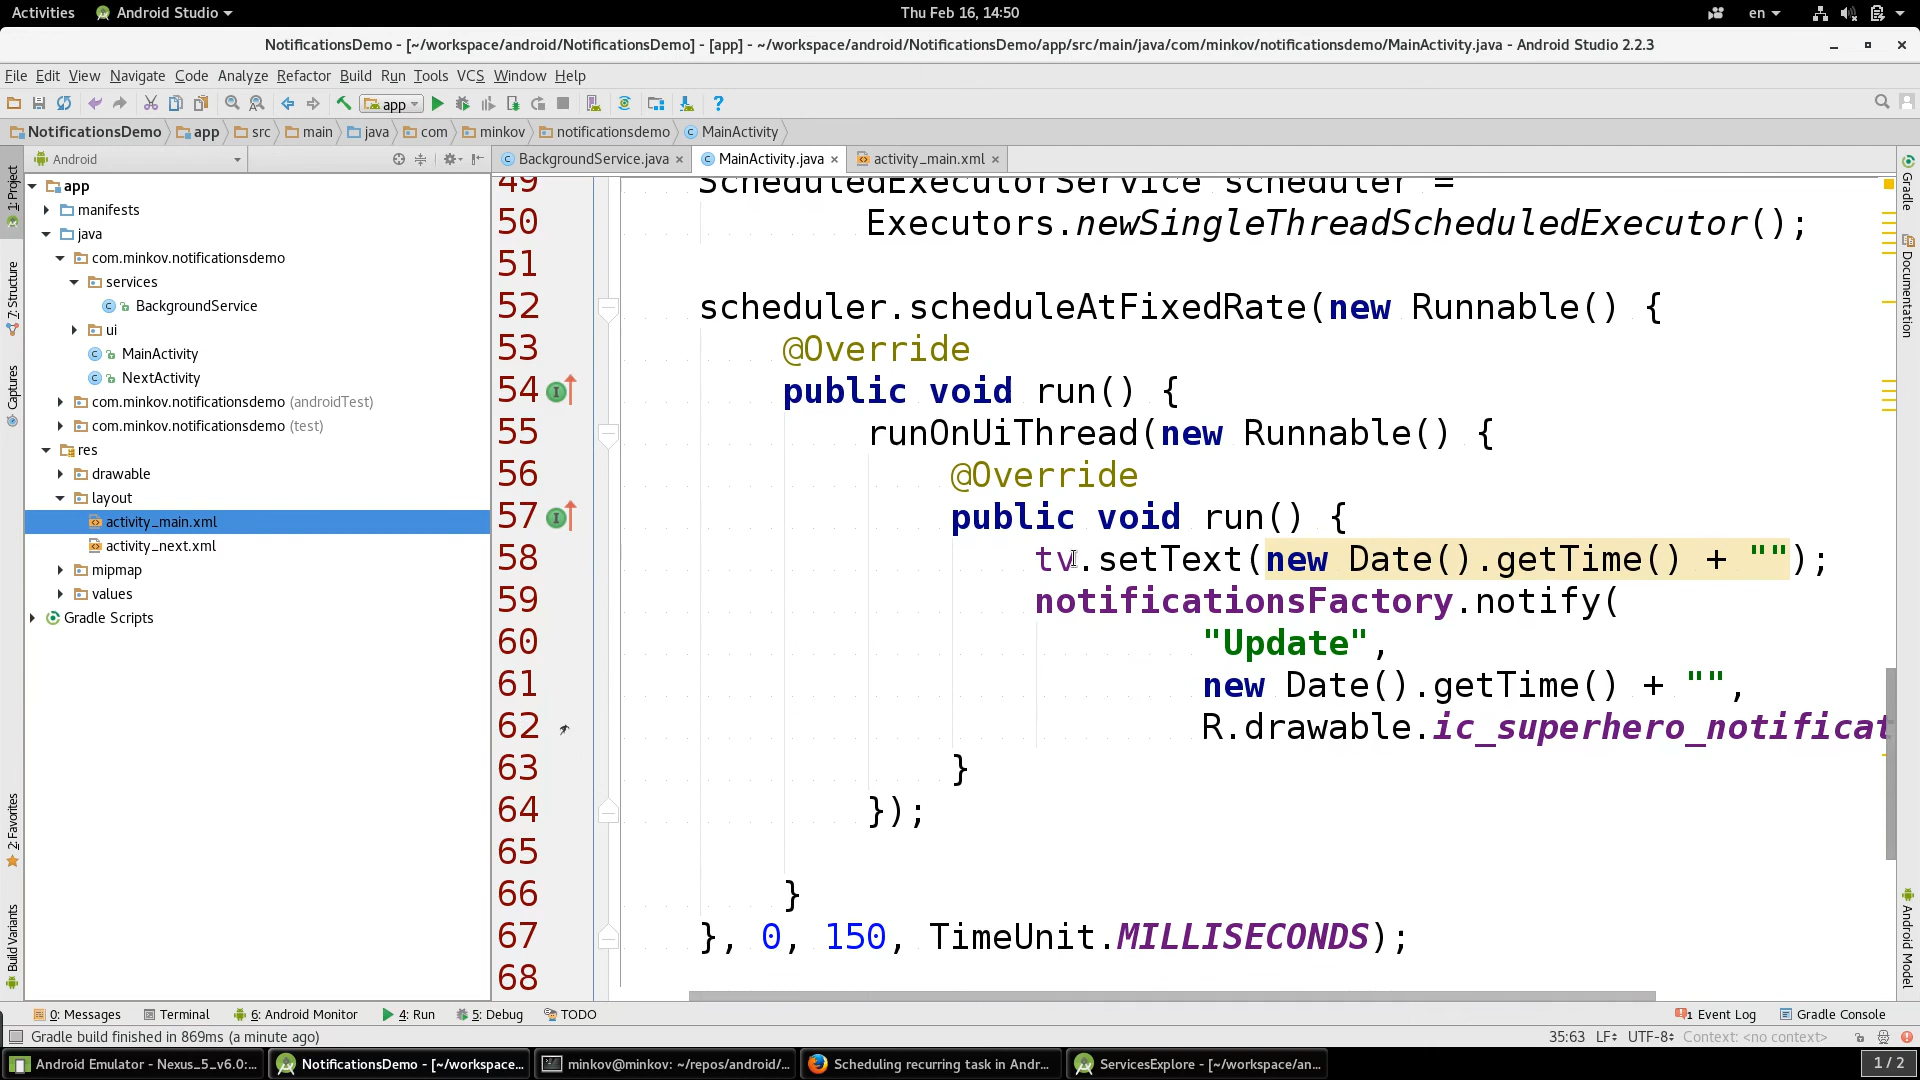 Activities Android Studio Thu Feb 16, 14:50 en
NotificationsDemo - [~/workspace/android/NotificationsDemo] - [app] - ~/workspace/android/NotificationsDemo/app/src/main/java/com/minkov/notificationsdemo/MainActivity.java - Android Studio 2.2.3
File Edit View Navigate Code Analyze Refactor Build Run Tools VCS Window Help
app
NotificationsDemo app src main java com minkov notificationsdemo MainActivity
Android
BackgroundService.java MainActivity.java activity_main.xml
1: Project
7: Structure
Captures
2: Favorites
Build Variants
app
manifests
java
com.minkov.notificationsdemo
services
BackgroundService
ui
MainActivity
NextActivity
com.minkov.notificationsdemo (androidTest)
com.minkov.notificationsdemo (test)
res
drawable
layout
activity_main.xml
activity_next.xml
mipmap
values
Gradle Scripts
49 ScheduledExecutorService scheduler =
50 Executors.newSingleThreadScheduledExecutor();
51
52 scheduler.scheduleAtFixedRate(new Runnable() {
53 @Override
54 public void run() {
55 runOnUiThread(new Runnable() {
56 @Override
57 public void run() {
58 tv.setText(new Date().getTime() + "");
59 notificationsFactory.notify(
60 "Update",
61 new Date().getTime() + "",
62 R.drawable.ic_superhero_notificat
63 }
64 });
65
66 }
67 }, 0, 150, TimeUnit.MILLISECONDS);
68
Gradle
Documentation
Android Model
0: Messages Terminal 6: Android Monitor 4: Run 5: Debug TODO 1 Event Log Gradle Console
Gradle build finished in 869ms (a minute ago) 35:63 LF UTF-8 Context: <no context>
Android Emulator - Nexus_5_v6.0:... NotificationsDemo - [~/workspace... minkov@minkov: ~/repos/android/... Scheduling recurring task in Andr... ServicesExplore - [~/workspace/an... 1 / 2